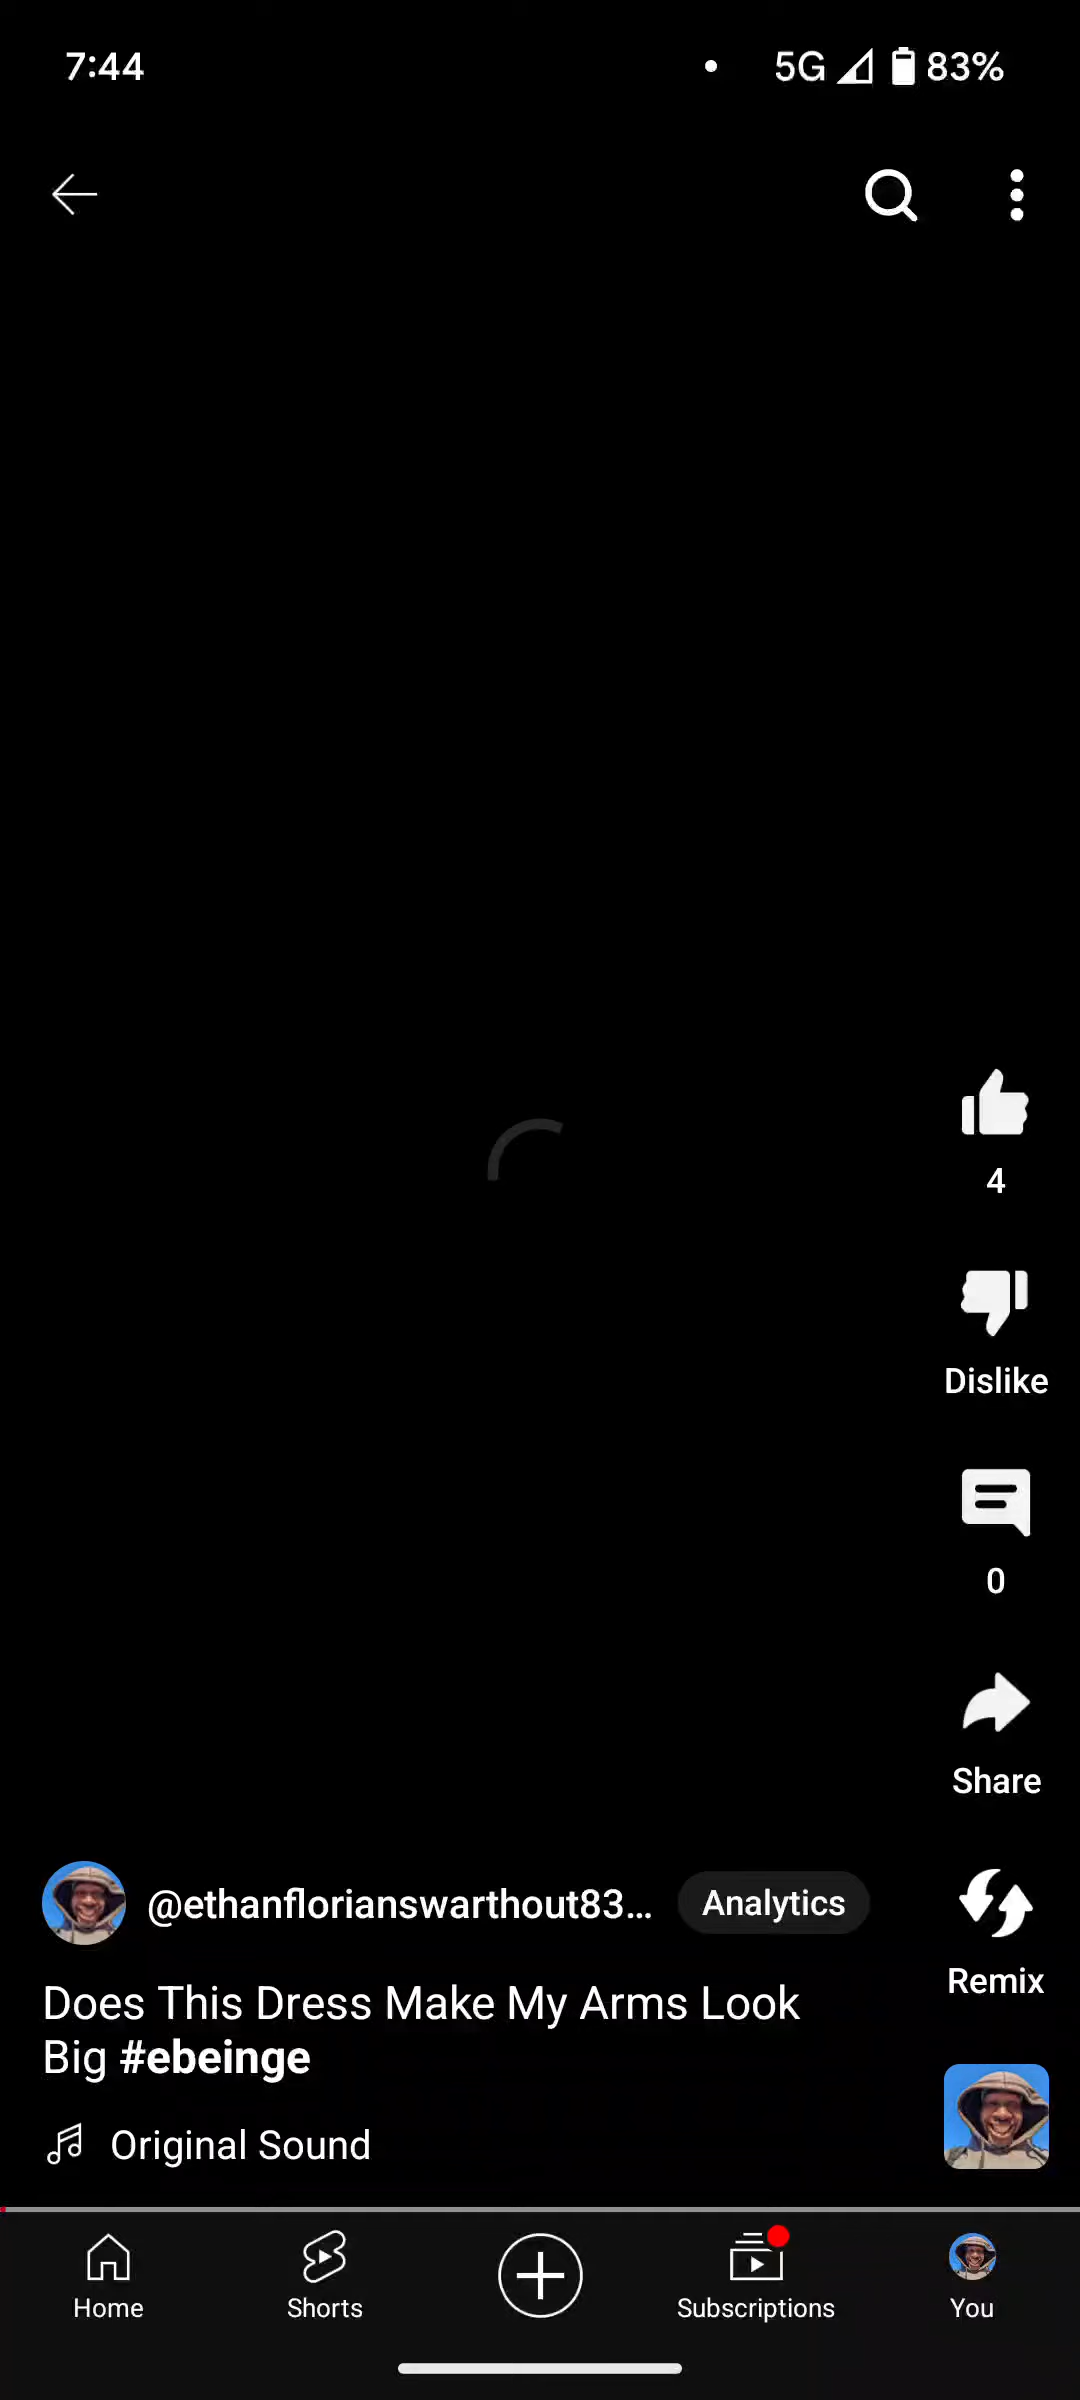 7:44
5G 83%
4
Dislike
0
Share
@ethanflorianswarthout83...
Analytics
Remix
Does This Dress Make My Arms Look
Big #ebeinge
Original Sound
Home
Shorts
Subscriptions
You